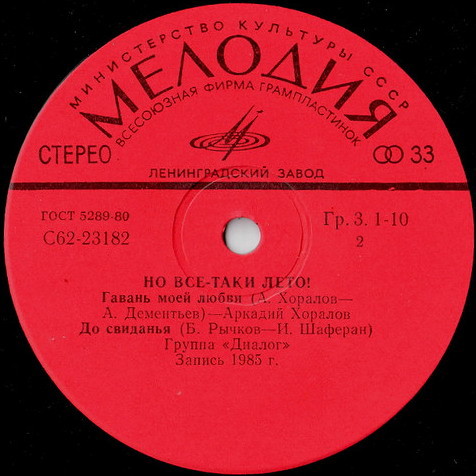 МИНИСТЕРСТВО КУЛЬТУРЫ СССР
МЕЛОДИЯ
ВСЕСОЮЗНАЯ ФИРМА ГРАМПЛАСТИНОК
СТЕРЕО
33
ЛЕНИНГРАДСКИЙ ЗАВОД
ГОСТ 5289-80
Гр. 3. 1-10
С62-23182
2
НО ВСЕ-ТАКИ ЛЕТО!
Гавань моей любви (А. Хоралов—
А. Дементьев)—Аркадий Хоралов
До свиданья (Б. Рычков—И. Шаферан)
Группа «Диалог»
Запись 1985 г.